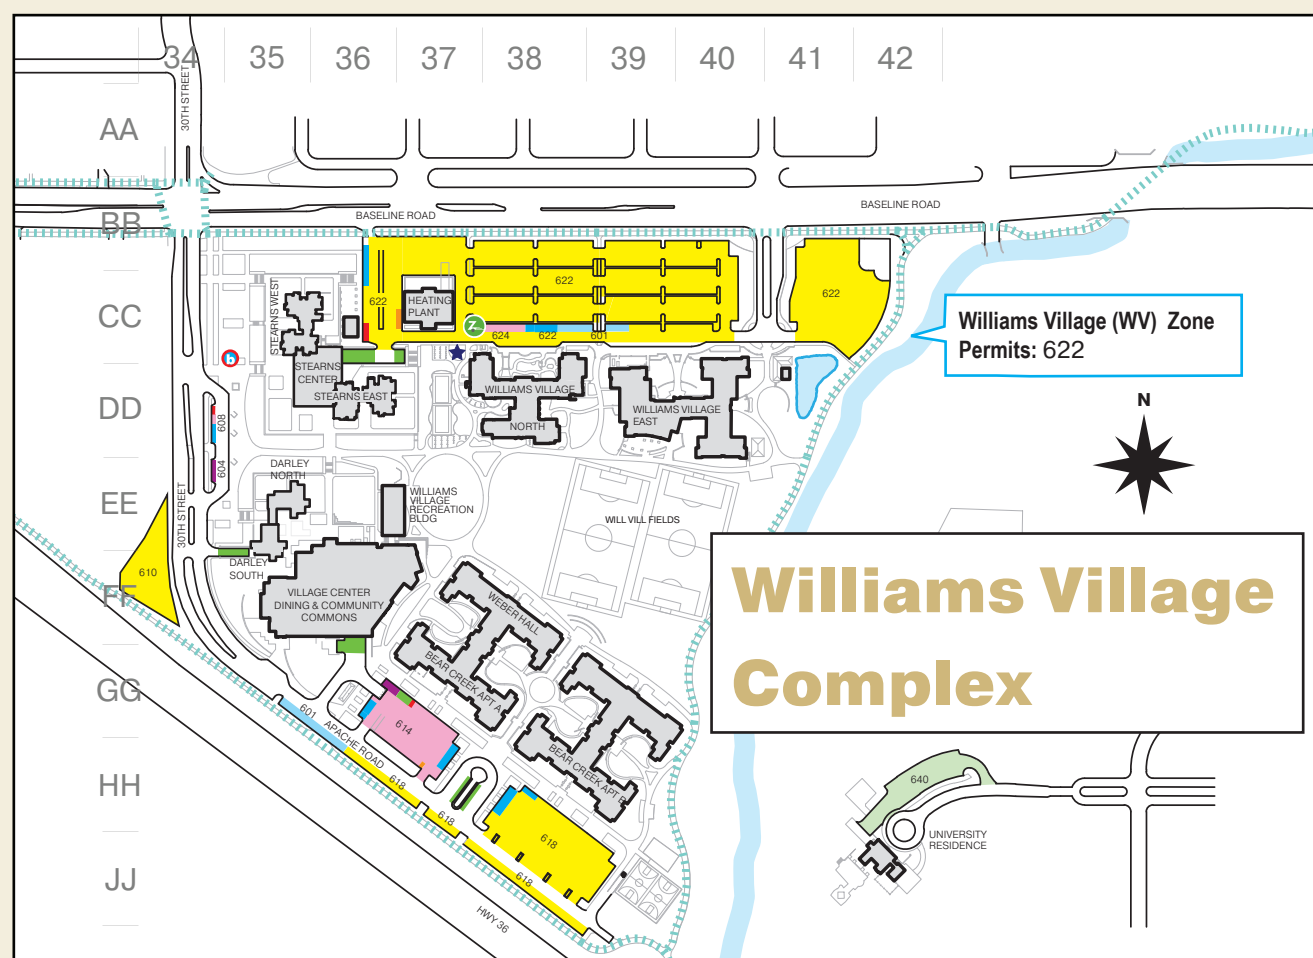 34 35 36 37 38 39 40 41 42
AA
30TH STREET
BB
BASELINE ROAD
BASELINE ROAD
CC
STEARNS WEST
622
HEATING
PLANT
622
622
624
622
601
Williams Village (WV) Zone
Permits: 622
STEARNS
CENTER
STEARNS EAST
WILLIAMS VILLAGE
NORTH
WILLIAMS VILLAGE
EAST
N
DD
608
604
DARLEY
NORTH
EE
30TH STREET
WILLIAMS
VILLAGE
RECREATION
BLDG
WILL VILL FIELDS
DARLEY
SOUTH
610
FF
VILLAGE CENTER
DINING & COMMUNITY
COMMONS
WEBER HALL
Williams Village
Complex
BEAR CREEK APT A
GG
601
614
APACHE ROAD
BEAR CREEK APT B
HH
618
618
618
618
640
UNIVERSITY
RESIDENCE
JJ
HWY 36